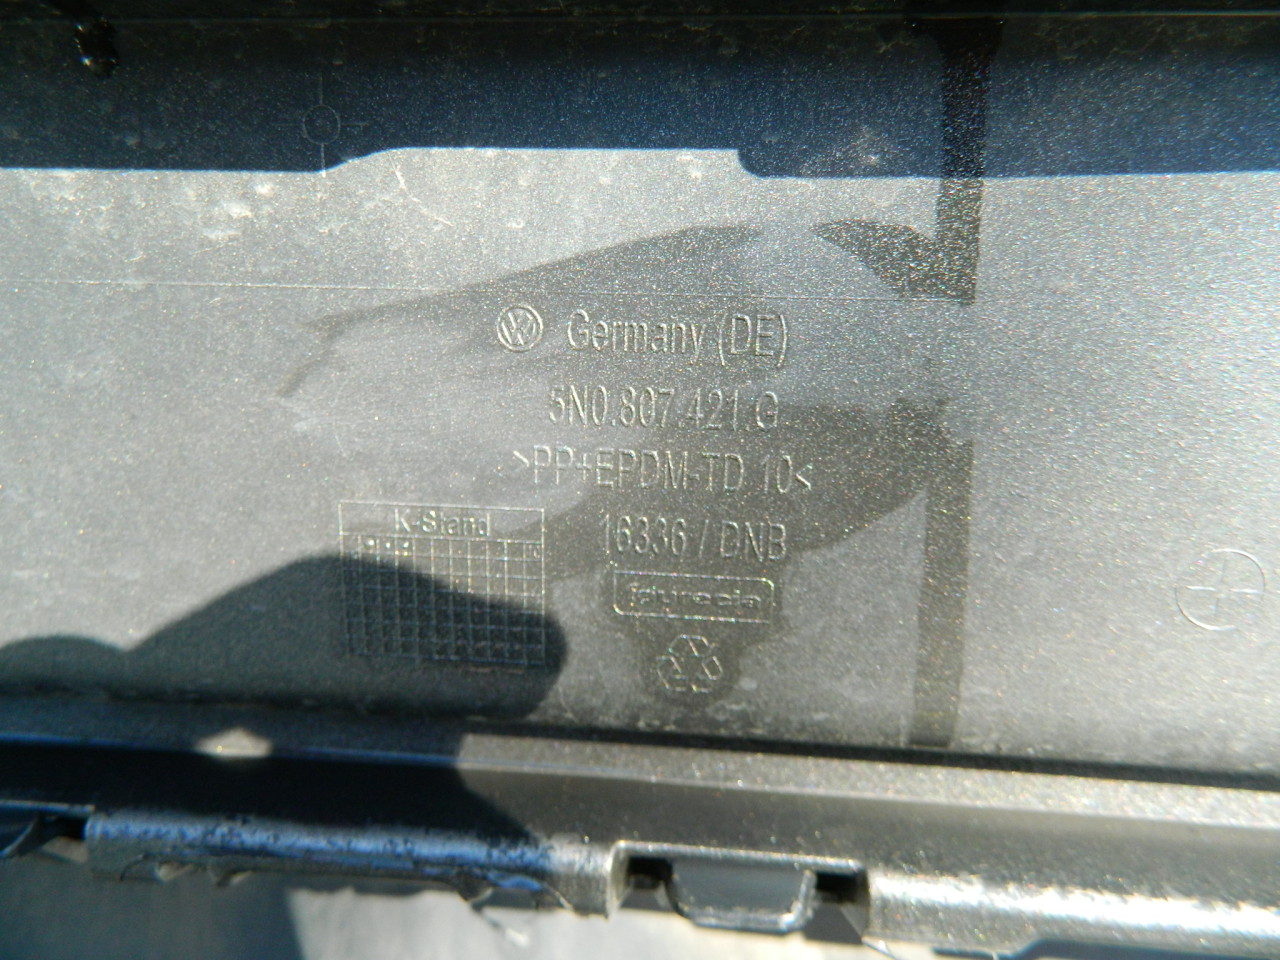 Germany (DE)
5N0.807.421.G
>PP+EPDM-TD 10<
K-Stand
16336 / DNB
faurecia